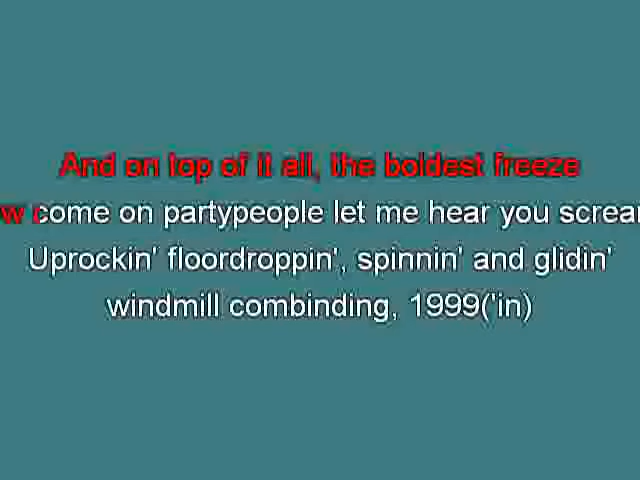 And on top of it all, the boldest freeze
w come on partypeople let me hear you screa
Uprockin' floordroppin', spinnin' and glidin'
windmill combinding, 1999('in)